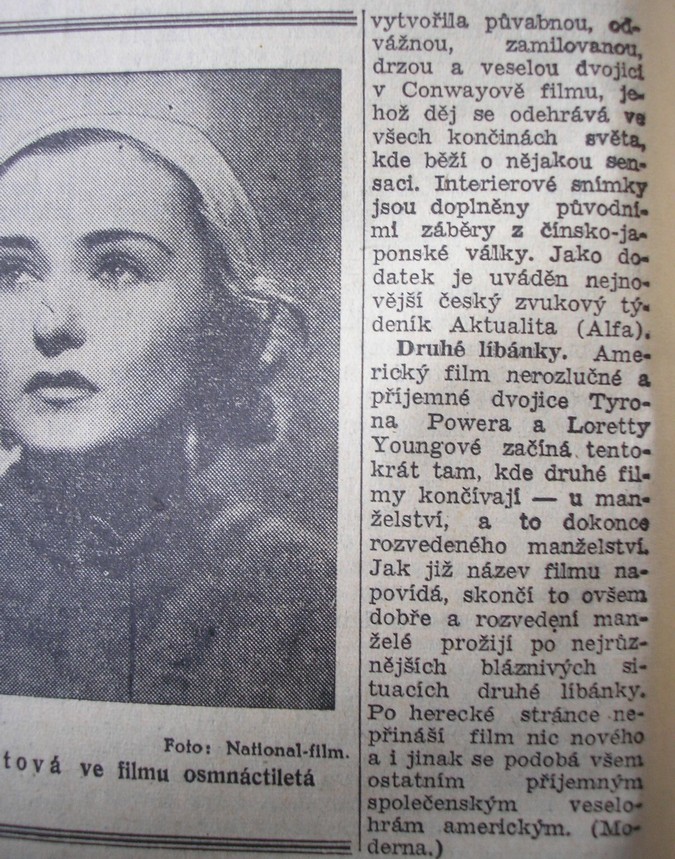 vytvořila půvabnou, od-
vážnou, zamilovanou,
drzou a veselou dvojici
v Conwayově filmu, je-
hož děj se odehrává ve
všech končinách světa,
kde běží o nějakou sen-
saci. Interierové snímky
jsou doplněny původní-
mi záběry z čínsko-ja-
ponské války. Jako do-
datek je uváděn nejno-
vější český zvukový tý-
deník Aktualita (Alfa).
Druhé líbánky. Ame-
rický film nerozlučné a
příjemné dvojice Tyro-
na Powera a Loretty
Youngové začíná tento-
krát tam, kde druhé fil-
my končívají — u man-
želství, a to dokonce
rozvedeného manželství.
Jak již název filmu na-
povídá, skončí to ovšem
dobře a rozvedení man-
želé prožijí po nejrůz-
nějších bláznivých si-
tuacích druhé líbánky.
Po herecké stránce ne-
přináší film nic nového
a i jinak se podobá všem
ostatním příjemným
společenským veselo-
hrám americkým. (Mo-
derna.)
Foto: National-film.
tová ve filmu osmnáctiletá